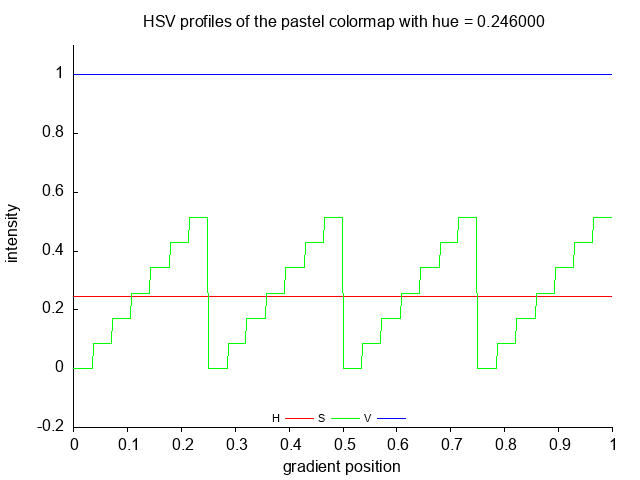 HSV profiles of the pastel colormap with hue = 0.246000
1
0.8
0.6
intensity
0.4
0.2
0
-0.2
H S V
0 0.1 0.2 0.3 0.4 0.5 0.6 0.7 0.8 0.9 1
gradient position